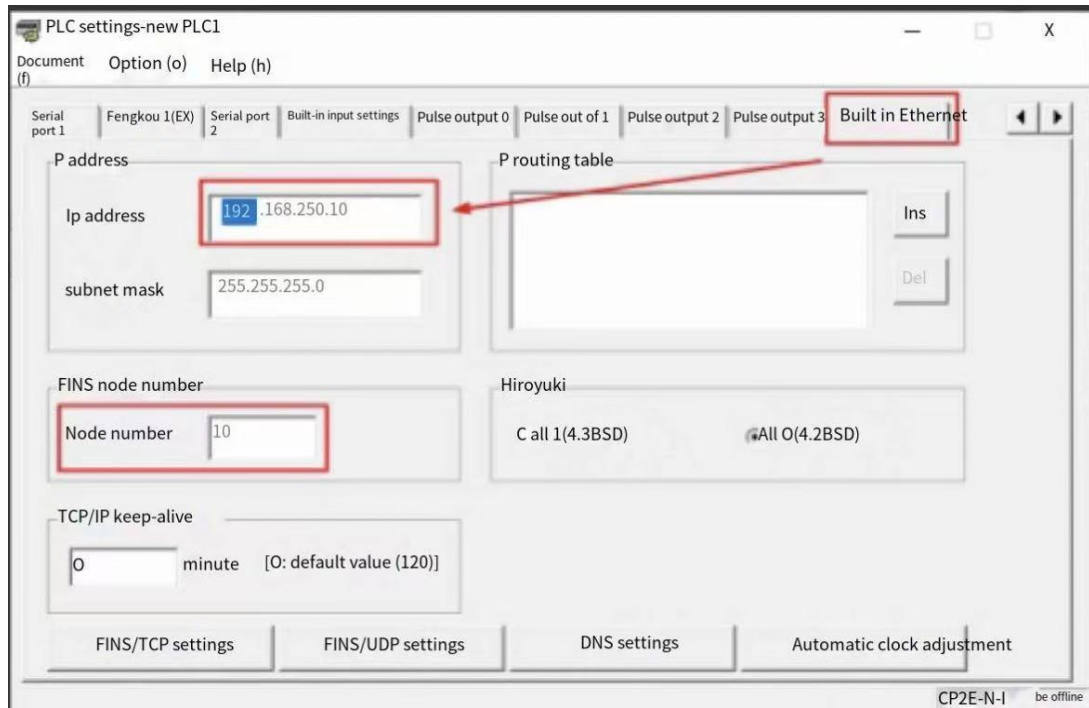 PLC settings-new PLC1
X
Document (f)
Option (o)
Help (h)
Serial port 1
Fengkou 1(EX)
Serial port 2
Built-in input settings
Pulse output 0
Pulse out of 1
Pulse output 2
Pulse output 3
Built in Ethernet
P address
Ip address
192 .168.250.10
subnet mask
255.255.255.0
P routing table
Ins
Del
FINS node number
Node number
10
Hiroyuki
C all 1(4.3BSD)
All O(4.2BSD)
TCP/IP keep-alive
O
minute
[O: default value (120)]
FINS/TCP settings
FINS/UDP settings
DNS settings
Automatic clock adjustment
CP2E-N-I
be offline